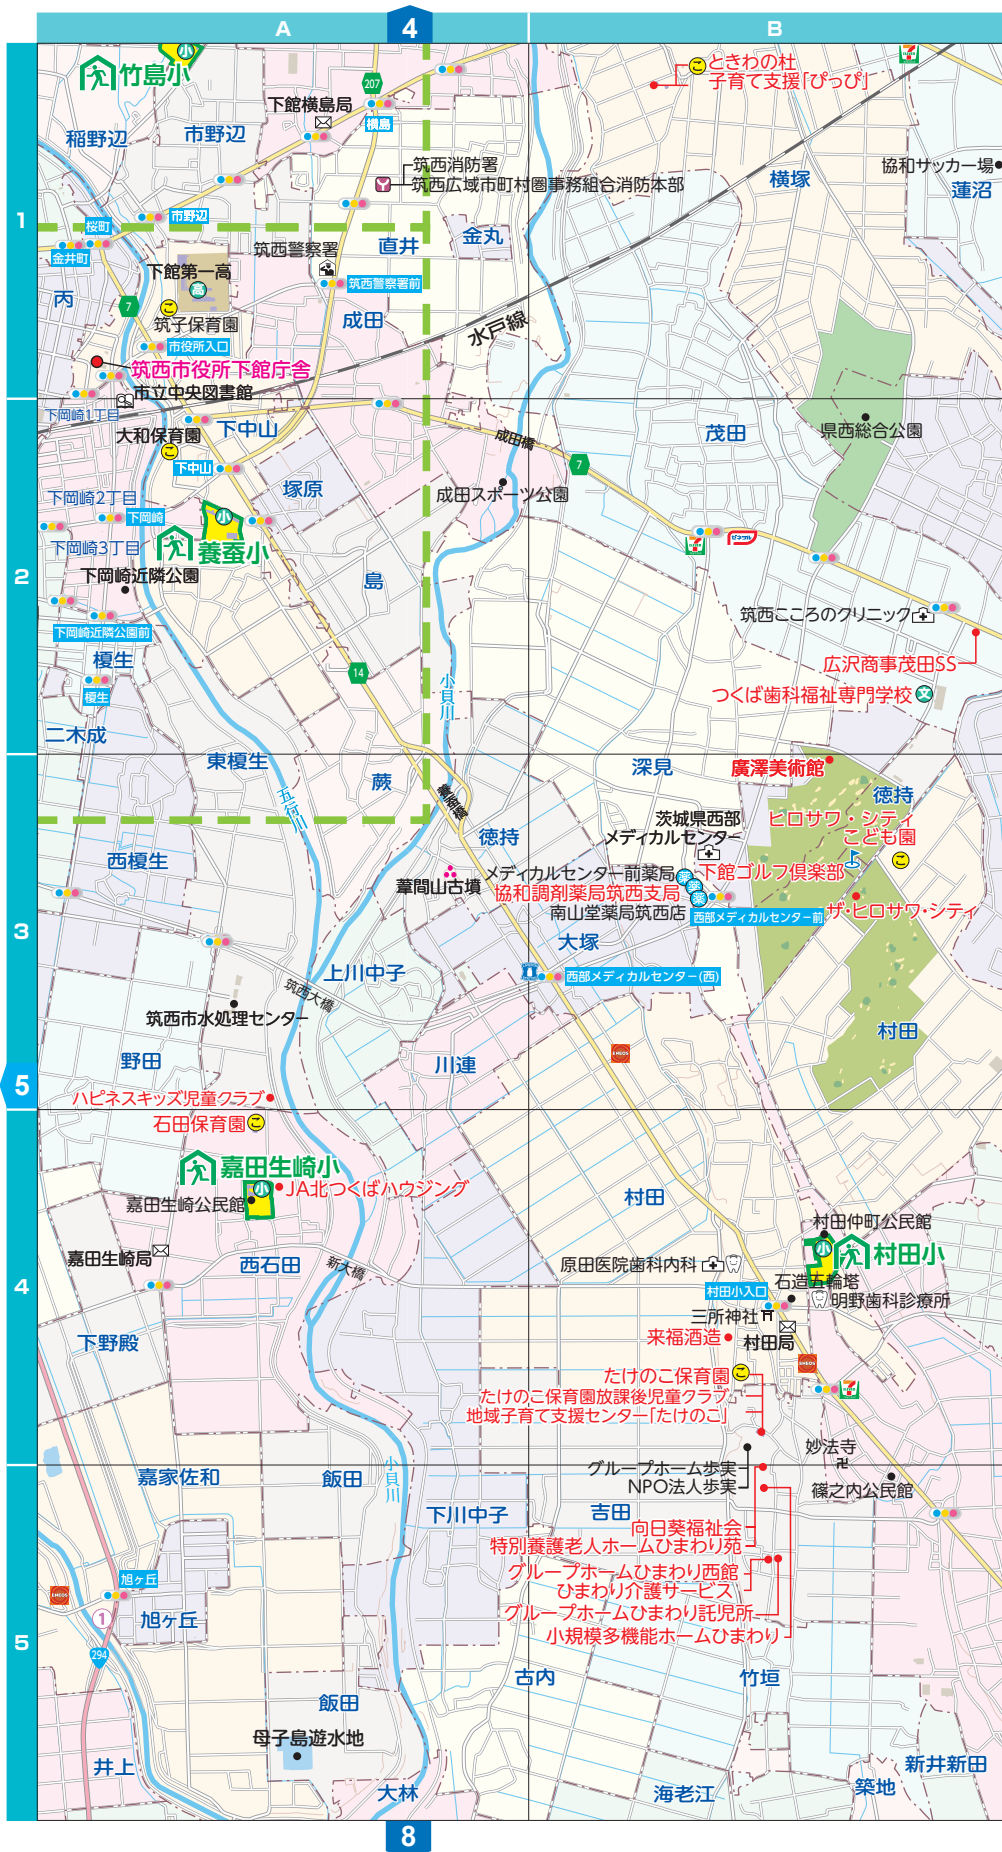 A
4
B
竹島小
小
207
ときわの杜
子育て支援「ぴっぴ」
下館横島局
横島
稲野辺
市野辺
筑西消防署
筑西広域市町村圏事務組合消防本部
協和サッカー場
横塚
蓮沼
1
市野辺
桜町
金井町
筑西警察署
直井
金丸
下館第一高
高
筑西警察署前
丙
7
こ
筑子保育園
成田
水戸線
市役所入口
筑西市役所下館庁舎
市立中央図書館
下岡崎1丁目
大和保育園
こ
下中山
下中山
成田橋
茂田
県西総合公園
7
塚原
成田スポーツ公園
下岡崎2丁目
下岡崎
小
養蚕小
下岡崎3丁目
ゼネラル
2
下岡崎近隣公園
島
筑西こころのクリニック
下岡崎近隣公園前
榎生
榎生
14
小貝川
広沢商事茂田SS
つくば歯科福祉専門学校
文
二木成
東榎生
蕨
深見
廣澤美術館
五行川
養蚕橋
徳持
徳持
茨城県西部
メディカルセンター
ヒロサワ・シティ
こども園
こ
西榎生
葦間山古墳
メディカルセンター前薬局
薬
下館ゴルフ倶楽部
協和調剤薬局筑西支局
薬
南山堂薬局筑西店
薬
西部メディカルセンター前
ザ・ヒロサワ・シティ
3
大塚
上川中子
西部メディカルセンター(西)
筑西大橋
筑西市水処理センター
村田
野田
川連
ENEOS
5
ハピネスキッズ児童クラブ
石田保育園
こ
嘉田生崎小
小
JA北つくばハウジング
嘉田生崎公民館
村田
村田仲町公民館
小
村田小
嘉田生崎局
西石田
新大橋
原田医院歯科内科
4
村田小入口
石造五輪塔
明野歯科診療所
三所神社
下野殿
来福酒造
村田局
ENEOS
たけのこ保育園
こ
たけのこ保育園放課後児童クラブ
地域子育て支援センター「たけのこ」
妙法寺
嘉家佐和
飯田
小貝川
グループホーム歩実
NPO法人歩実
篠之内公民館
下川中子
吉田
向日葵福祉会
特別養護老人ホームひまわり苑
グループホームひまわり西館
ひまわり介護サービス
旭ヶ丘
ENEOS
1
旭ヶ丘
グループホームひまわり託児所
小規模多機能ホームひまわり
5
294
古内
竹垣
飯田
母子島遊水地
井上
大林
海老江
築地
新井新田
8